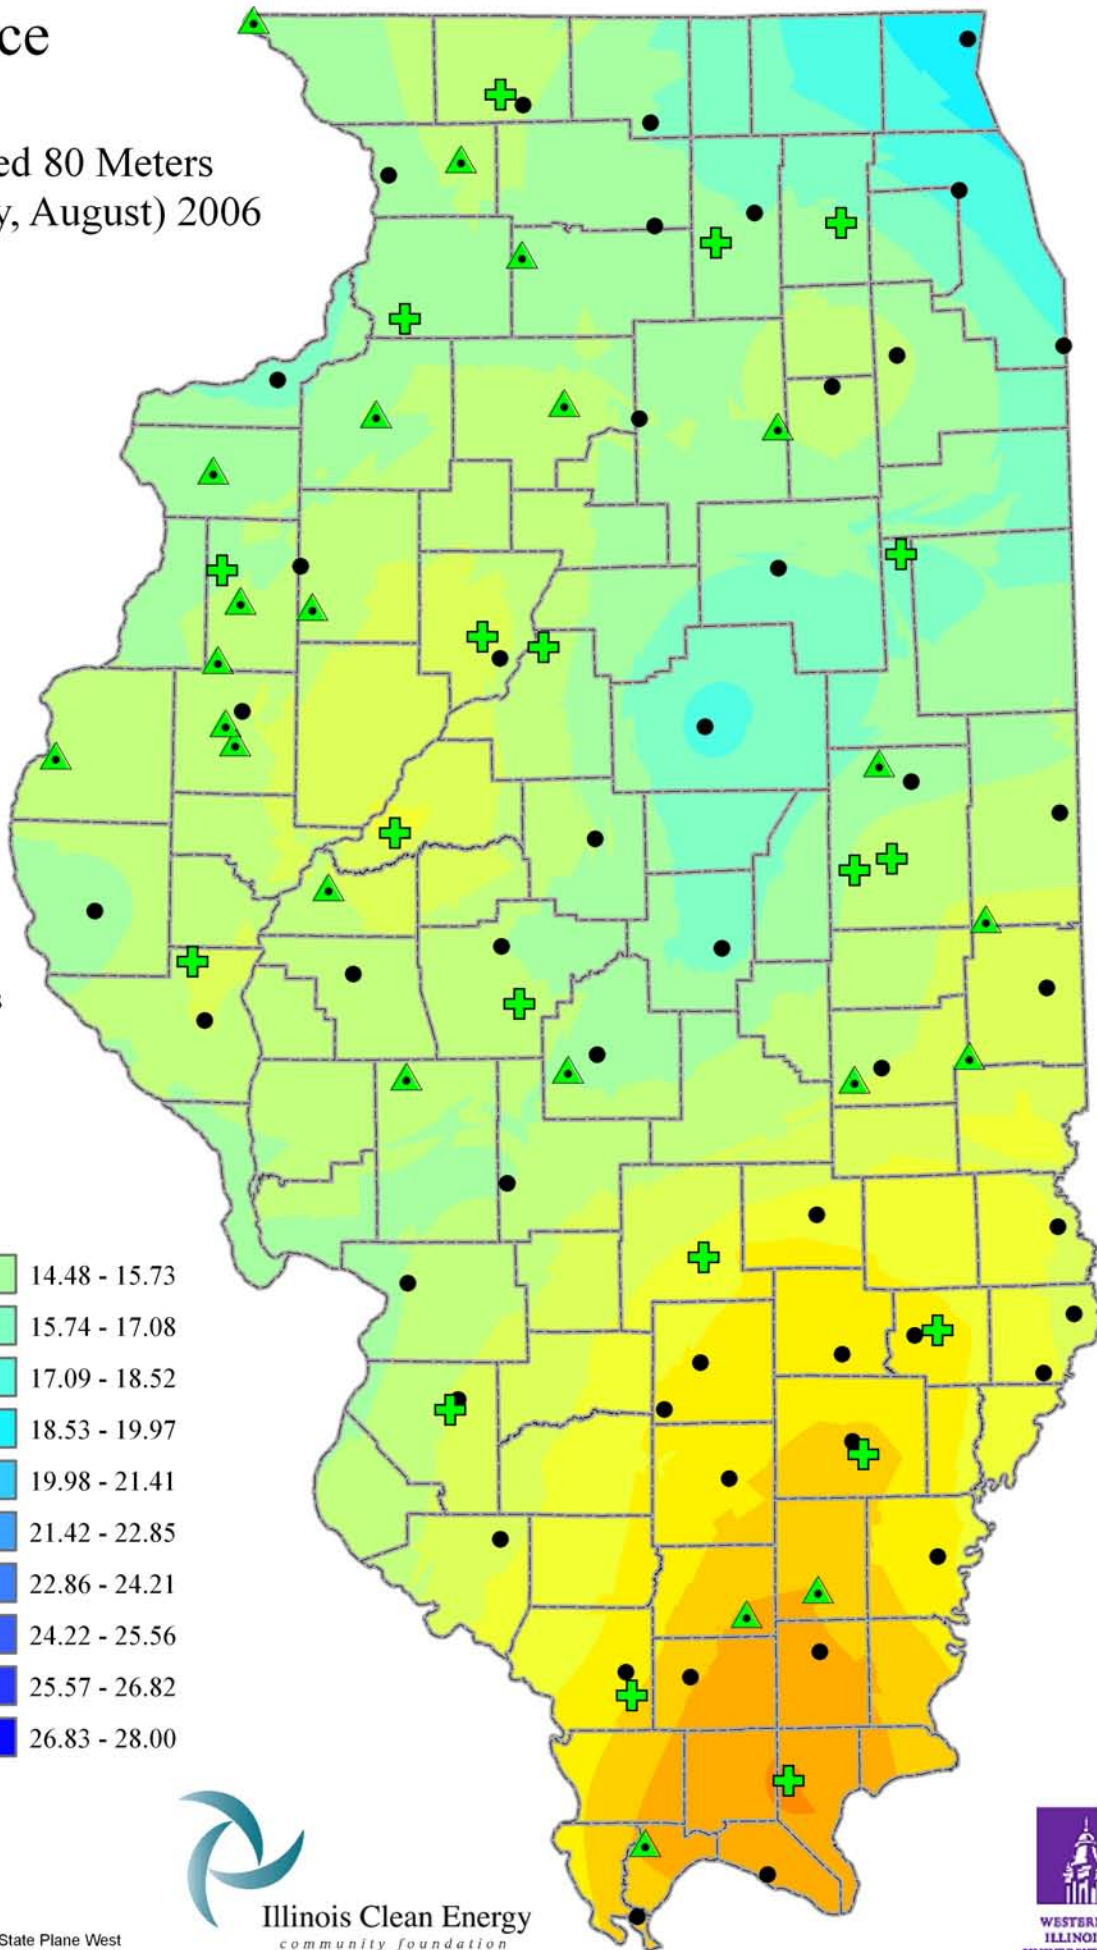 ce
ed 80 Meters
y, August) 2006
s
14.48 - 15.73
15.74 - 17.08
17.09 - 18.52
18.53 - 19.97
19.98 - 21.41
21.42 - 22.85
22.86 - 24.21
24.22 - 25.56
25.57 - 26.82
26.83 - 28.00
Illinois Clean Energy
community foundation
State Plane West
WESTER
ILLINO